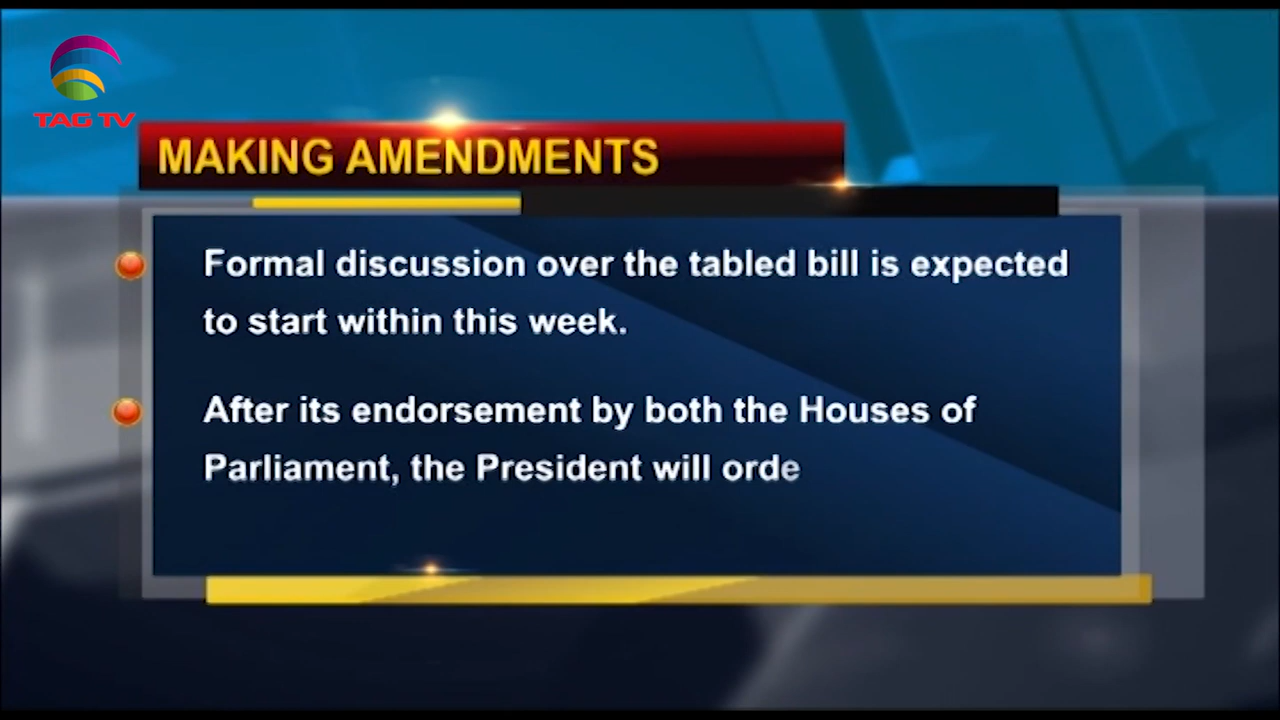 TAG TV
MAKING AMENDMENTS
Formal discussion over the tabled bill is expected
to start within this week.
After its endorsement by both the Houses of
Parliament, the President will orde